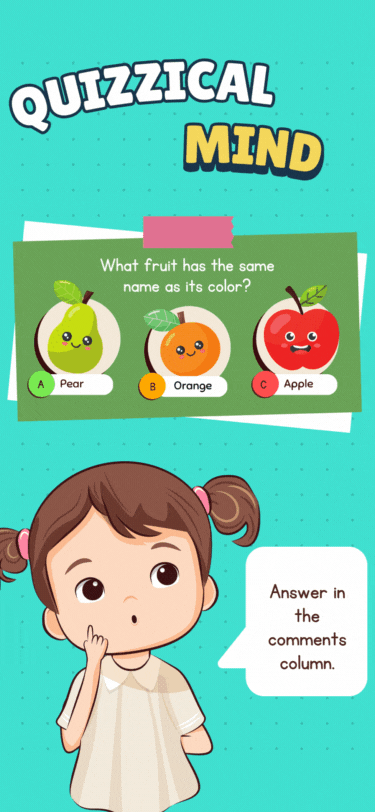 QUIZZICAL
MIND
What fruit has the same
name as its color?
A Pear
B Orange
C Apple
Answer in
the
comments
column.